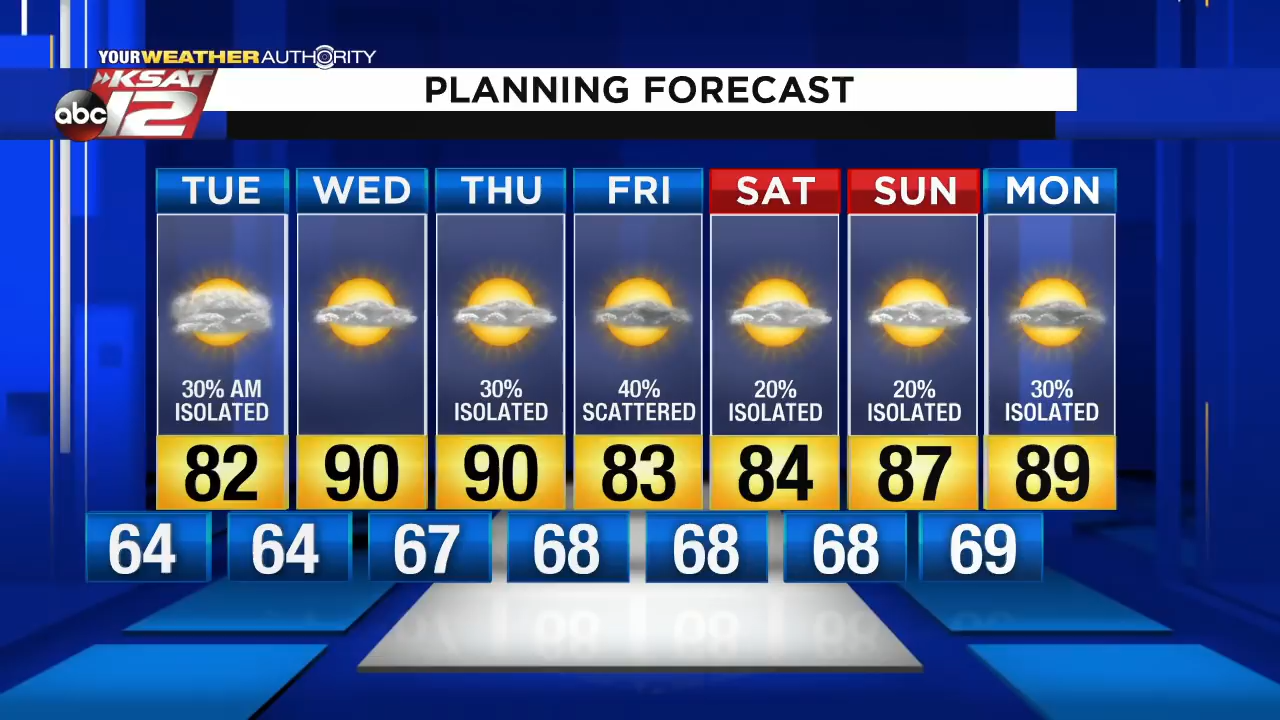 YOUR WEATHER AUTHORITY
KSAT
abc 12
PLANNING FORECAST
TUE WED THU FRI SAT SUN MON
30% AM 30% 40% 20% 20% 30%
ISOLATED ISOLATED SCATTERED ISOLATED ISOLATED ISOLATED
82 90 90 83 84 87 89
64 64 67 68 68 68 69